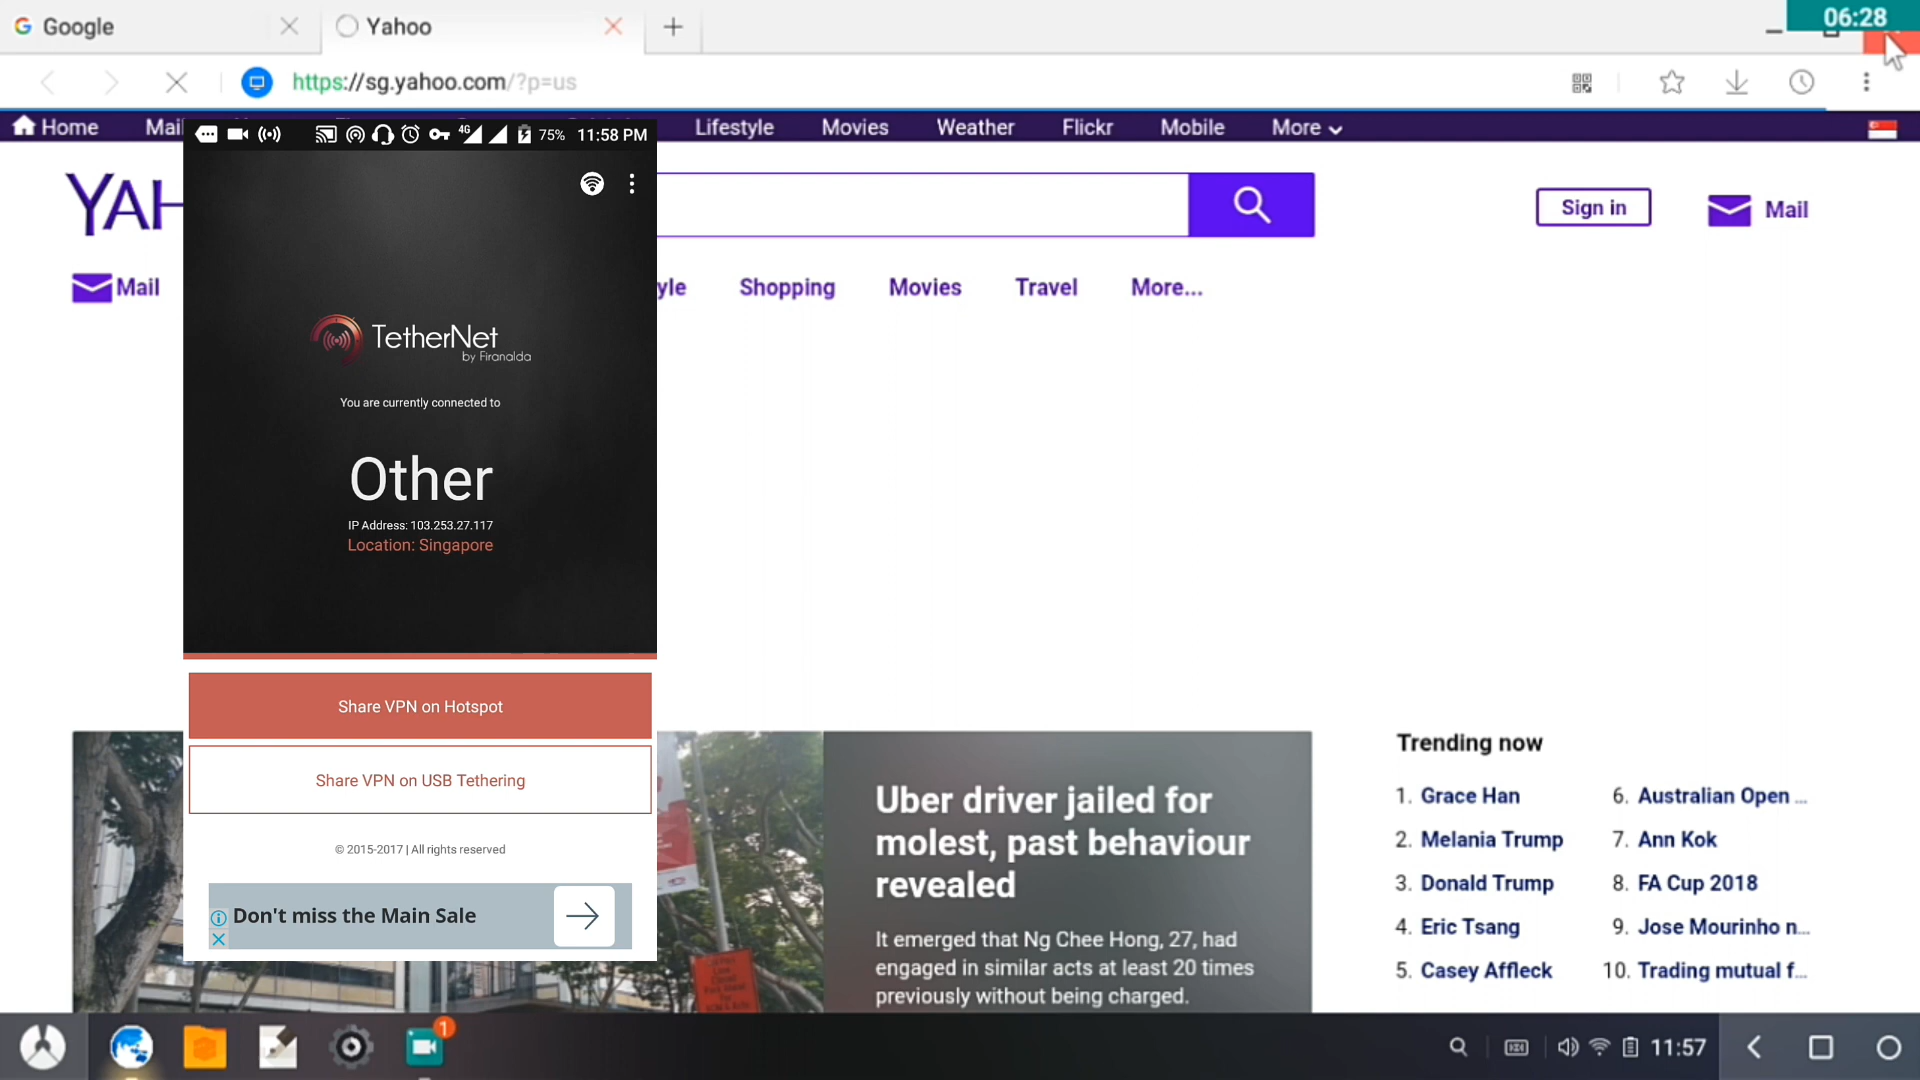 Google
Yahoo
06:28
https://sg.yahoo.com/?p=us
Home
Mail
Lifestyle
Movies
Weather
Flickr
Mobile
More
4G
75%
11:58 PM
YAH
Sign in
Mail
Mail
yle
Shopping
Movies
Travel
More...
TetherNet
by Firanalda
You are currently connected to
Other
IP Address: 103.253.27.117
Location: Singapore
Share VPN on Hotspot
Share VPN on USB Tethering
© 2015-2017 | All rights reserved
Don't miss the Main Sale
Uber driver jailed for
molest, past behaviour
revealed
It emerged that Ng Chee Hong, 27, had
engaged in similar acts at least 20 times
previously without being charged.
Trending now
1. Grace Han
2. Melania Trump
3. Donald Trump
4. Eric Tsang
5. Casey Affleck
6. Australian Open ...
7. Ann Kok
8. FA Cup 2018
9. Jose Mourinho n...
10. Trading mutual f...
1
11:57